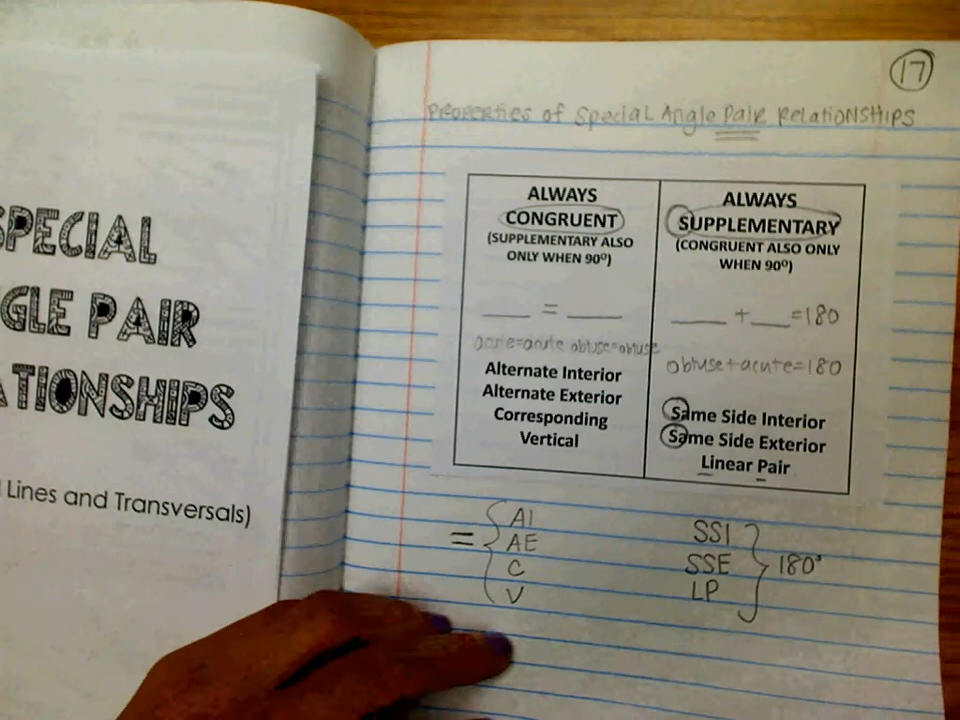 SPECIAL
GLE PAIR
ATIONSHIPS
Lines and Transversals)
17
Properties of Special Angle Pair Relationships
ALWAYS
CONGRUENT
(SUPPLEMENTARY ALSO
ONLY WHEN 90º)
___ = ___
acute=acute obtuse=obtuse
Alternate Interior
Alternate Exterior
Corresponding
Vertical
ALWAYS
SUPPLEMENTARY
(CONGRUENT ALSO ONLY
WHEN 90º)
___ + ___ =180
obtuse+acute=180
Same Side Interior
Same Side Exterior
Linear Pair
= { AI
AE
C
V
SSI
SSE } 180°
LP